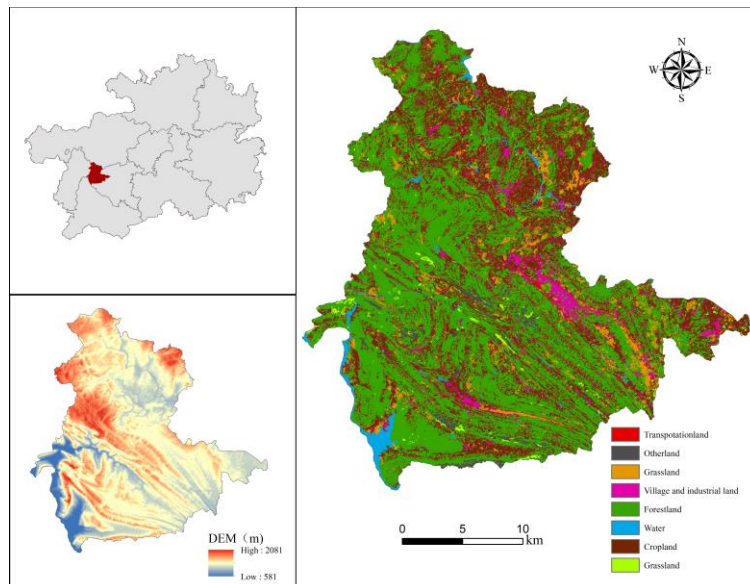 N
W E
S
DEM（m）
High : 2081
Low : 581
Transpotationland
Otherland
Grassland
Village and industrial land
Forestland
Water
Cropland
Grassland
0 5 10
km